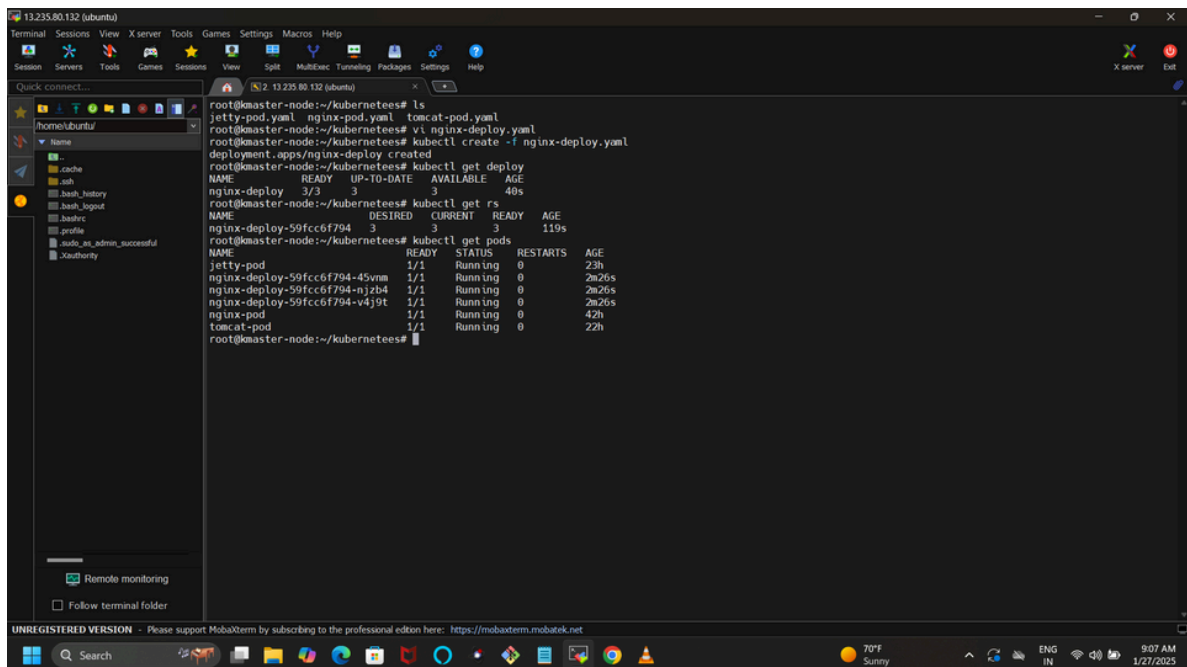 13.235.80.132 (ubuntu)
Terminal Sessions View X server Tools Games Settings Macros Help
Session Servers Tools Games Sessions View Split MultiExec Tunneling Packages Settings Help X server Exit
Quick connect...
2. 13.235.80.132 (ubuntu)
/home/ubuntu/
Name
..
.cache
.ssh
.bash_history
.bash_logout
.bashrc
.profile
.sudo_as_admin_successful
.Xauthority
root@kmaster-node:~/kubernetees# ls
jetty-pod.yaml nginx-pod.yaml tomcat-pod.yaml
root@kmaster-node:~/kubernetees# vi nginx-deploy.yaml
root@kmaster-node:~/kubernetees# kubectl create -f nginx-deploy.yaml
deployment.apps/nginx-deploy created
root@kmaster-node:~/kubernetees# kubectl get deploy
NAME READY UP-TO-DATE AVAILABLE AGE
nginx-deploy 3/3 3 3 40s
root@kmaster-node:~/kubernetees# kubectl get rs
NAME DESIRED CURRENT READY AGE
nginx-deploy-59fcc6f794 3 3 3 119s
root@kmaster-node:~/kubernetees# kubectl get pods
NAME READY STATUS RESTARTS AGE
jetty-pod 1/1 Running 0 23h
nginx-deploy-59fcc6f794-45vnm 1/1 Running 0 2m26s
nginx-deploy-59fcc6f794-njzb4 1/1 Running 0 2m26s
nginx-deploy-59fcc6f794-v4j9t 1/1 Running 0 2m26s
nginx-pod 1/1 Running 0 42h
tomcat-pod 1/1 Running 0 22h
root@kmaster-node:~/kubernetees#
Remote monitoring
Follow terminal folder
UNREGISTERED VERSION - Please support MobaXterm by subscribing to the professional edition here: https://mobaxterm.mobatek.net
Search
70°F
Sunny
ENG
IN
9:07 AM
1/27/2025